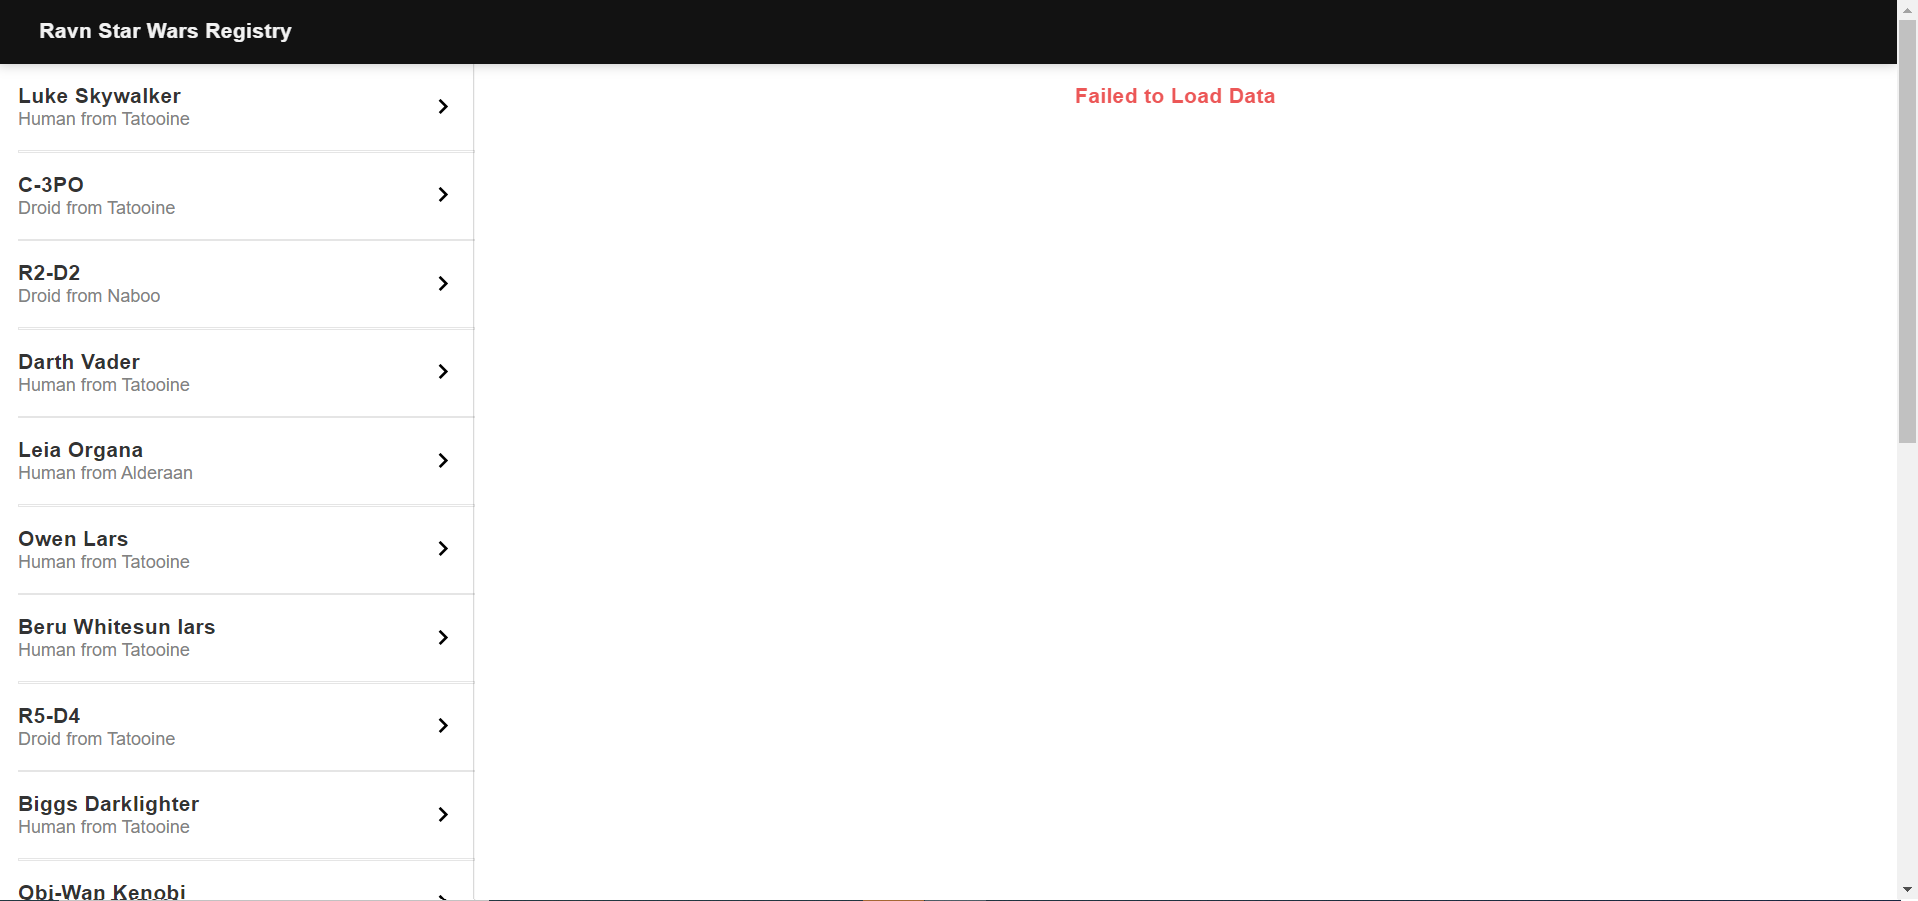 Ravn Star Wars Registry
Luke Skywalker
Human from Tatooine
C-3PO
Droid from Tatooine
R2-D2
Droid from Naboo
Darth Vader
Human from Tatooine
Leia Organa
Human from Alderaan
Owen Lars
Human from Tatooine
Beru Whitesun lars
Human from Tatooine
R5-D4
Droid from Tatooine
Biggs Darklighter
Human from Tatooine
Obi-Wan Kenobi
Failed to Load Data